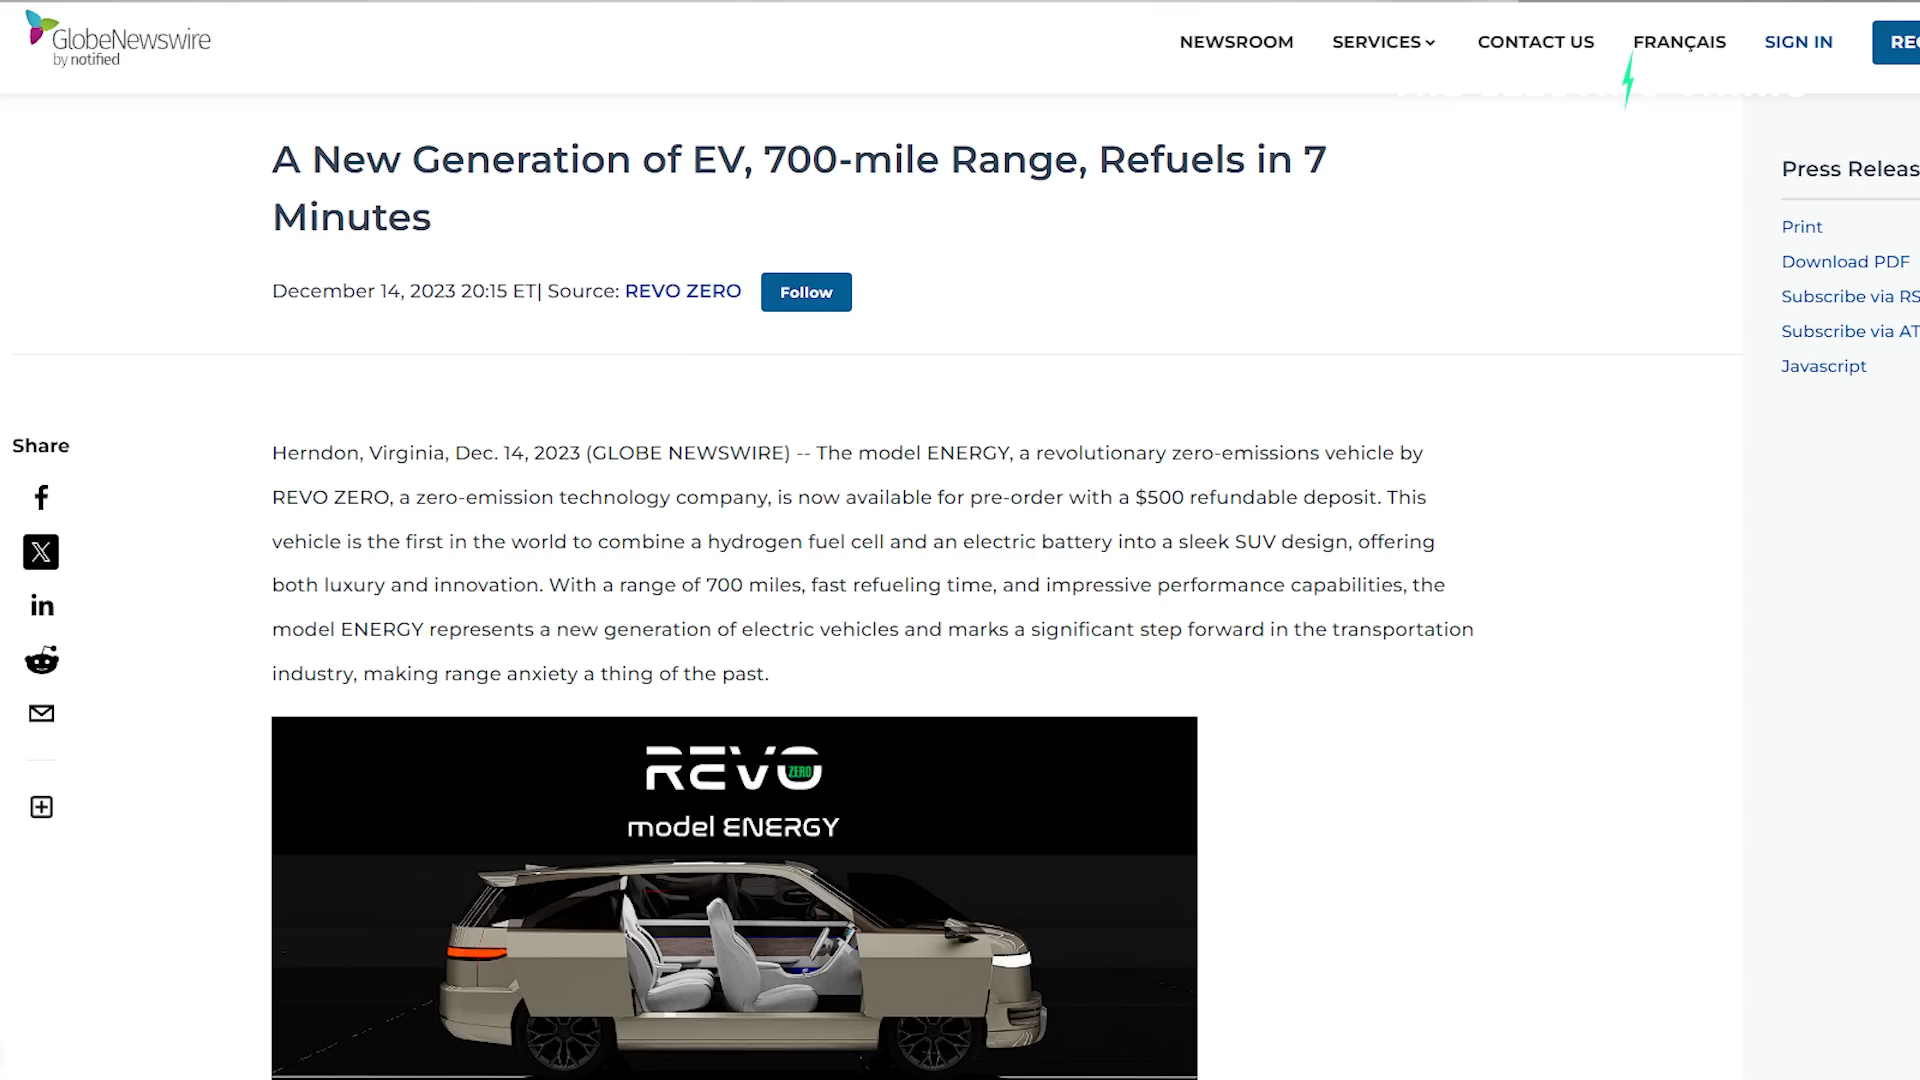 GlobeNewswire
by notified
NEWSROOM
SERVICES
CONTACT US
FRANÇAIS
SIGN IN
A New Generation of EV, 700-mile Range, Refuels in 7
Minutes
December 14, 2023 20:15 ET| Source: REVO ZERO
Follow
Press Releas
Print
Download PDF
Subscribe via RS
Subscribe via AT
Javascript
Share
Herndon, Virginia, Dec. 14, 2023 (GLOBE NEWSWIRE) -- The model ENERGY, a revolutionary zero-emissions vehicle by
REVO ZERO, a zero-emission technology company, is now available for pre-order with a $500 refundable deposit. This
vehicle is the first in the world to combine a hydrogen fuel cell and an electric battery into a sleek SUV design, offering
both luxury and innovation. With a range of 700 miles, fast refueling time, and impressive performance capabilities, the
model ENERGY represents a new generation of electric vehicles and marks a significant step forward in the transportation
industry, making range anxiety a thing of the past.
REVO
ZERO
model ENERGY